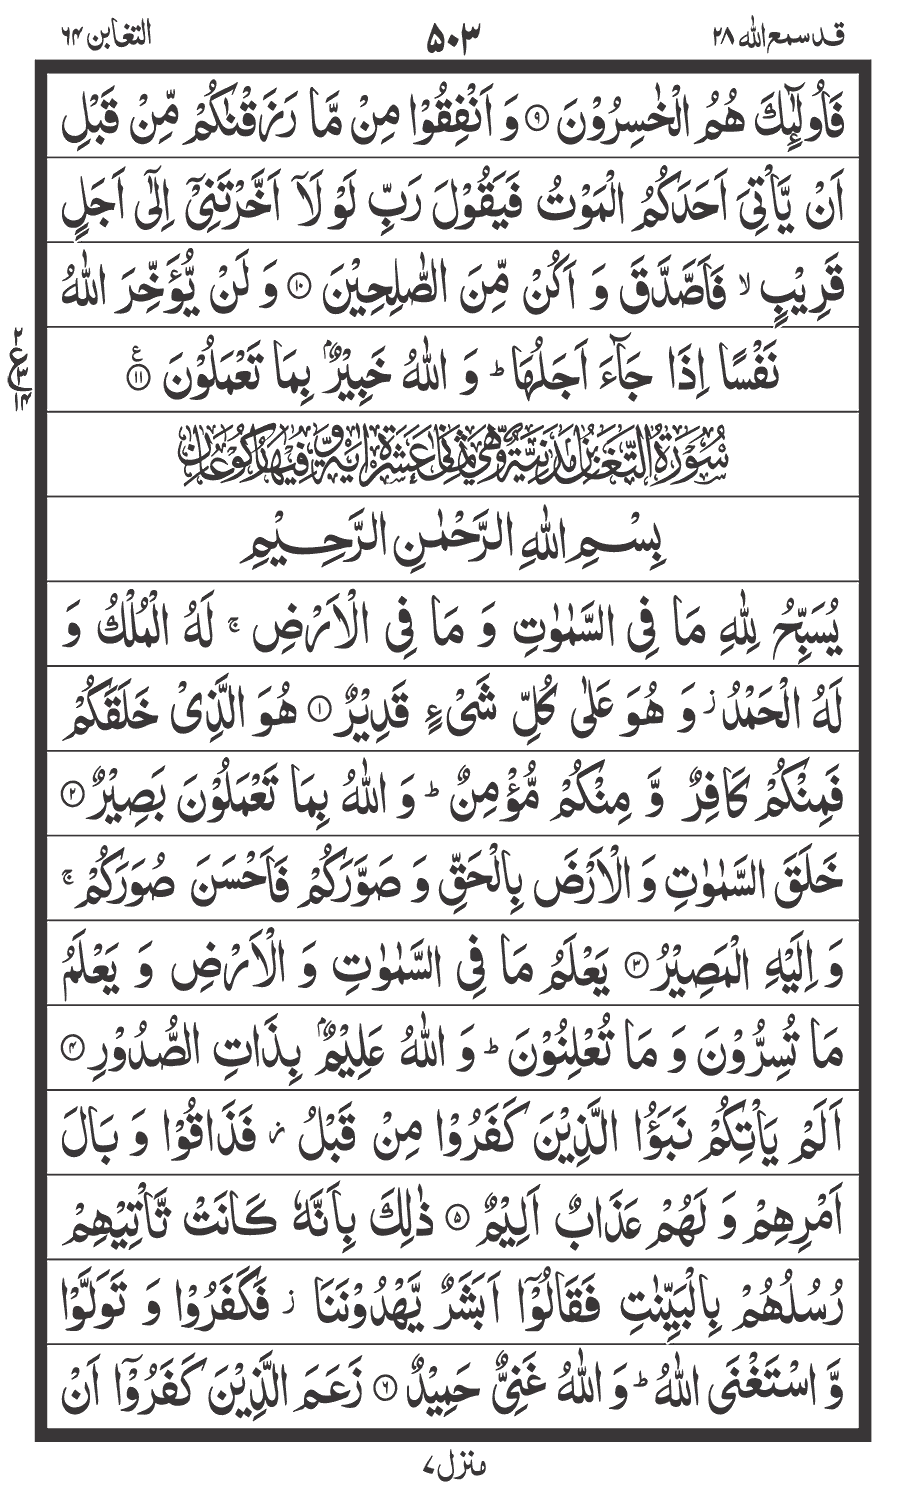 قد سمع الله ۲۸
۵۰۳
التغابن ۶۴
فَاُولٰٓئِكَ هُمُ الْخٰسِرُوْنَ ۹ وَ اَنْفِقُوْا مِنْ مَّا رَزَقْنٰكُمْ مِّنْ قَبْلِ
اَنْ يَّاْتِيَ اَحَدَكُمُ الْمَوْتُ فَيَقُوْلَ رَبِّ لَوْ لَاۤ اَخَّرْتَنِيْۤ اِلٰۤى اَجَلٍ
قَرِيْبٍ ۙ فَاَصَّدَّقَ وَ اَكُنْ مِّنَ الصّٰلِحِيْنَ ۱۰ وَ لَنْ يُّؤَخِّرَ اللّٰهُ
نَفْسًا اِذَا جَآءَ اَجَلُهَا ؕ وَ اللّٰهُ خَبِيْرٌۢ بِمَا تَعْمَلُوْنَ ۱۱ ع
۲
ع
۳
۱۴
سُوْرَةُ التَّغَابُنِ مَدَنِيَّةٌ وَّهِيَ ثَمَانِيَ عَشْرَةَ اٰيَةً وَّفِيْهَا رُكُوْعَانِ
بِسْمِ اللّٰهِ الرَّحْمٰنِ الرَّحِيْمِ
يُسَبِّحُ لِلّٰهِ مَا فِي السَّمٰوٰتِ وَ مَا فِي الْاَرْضِ ۚ لَهُ الْمُلْكُ وَ
لَهُ الْحَمْدُ ؗ وَ هُوَ عَلٰى كُلِّ شَيْءٍ قَدِيْرٌ ۱ هُوَ الَّذِيْ خَلَقَكُمْ
فَمِنْكُمْ كَافِرٌ وَّ مِنْكُمْ مُّؤْمِنٌ ؕ وَ اللّٰهُ بِمَا تَعْمَلُوْنَ بَصِيْرٌ ۲
خَلَقَ السَّمٰوٰتِ وَ الْاَرْضَ بِالْحَقِّ وَ صَوَّرَكُمْ فَاَحْسَنَ صُوَرَكُمْ ۚ
وَ اِلَيْهِ الْمَصِيْرُ ۳ يَعْلَمُ مَا فِي السَّمٰوٰتِ وَ الْاَرْضِ وَ يَعْلَمُ
مَا تُسِرُّوْنَ وَ مَا تُعْلِنُوْنَ ؕ وَ اللّٰهُ عَلِيْمٌۢ بِذَاتِ الصُّدُوْرِ ۴
اَلَمْ يَاْتِكُمْ نَبَؤُا الَّذِيْنَ كَفَرُوْا مِنْ قَبْلُ ؗ فَذَاقُوْا وَ بَالَ
اَمْرِهِمْ وَ لَهُمْ عَذَابٌ اَلِيْمٌ ۵ ذٰلِكَ بِاَنَّهٗ كَانَتْ تَّاْتِيْهِمْ
رُسُلُهُمْ بِالْبَيِّنٰتِ فَقَالُوْۤا اَبَشَرٌ يَّهْدُوْنَنَا ؗ فَكَفَرُوْا وَ تَوَلَّوْا
وَّ اسْتَغْنَى اللّٰهُ ؕ وَ اللّٰهُ غَنِيٌّ حَمِيْدٌ ۶ زَعَمَ الَّذِيْنَ كَفَرُوْۤا اَنْ
منزل ۷